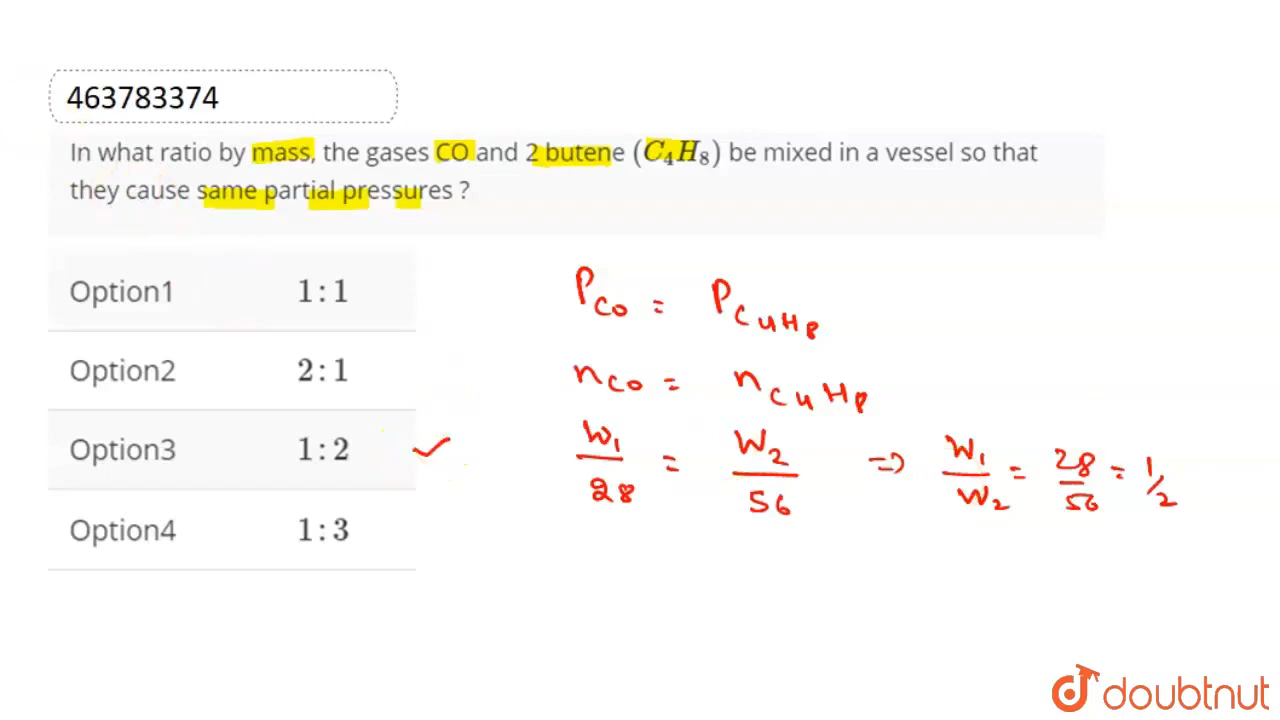 463783374
In what ratio by mass, the gases CO and 2 butene (C₄H₈) be mixed in a vessel so that
they cause same partial pressures ?
Option1 1 : 1
Option2 2 : 1
Option3 1 : 2
Option4 1 : 3
P_CO = P_C4H8
n_CO = n_C4H8
W₁/28 = W₂/56 ⇒ W₁/W₂ = 28/56 = 1/2
doubtnut